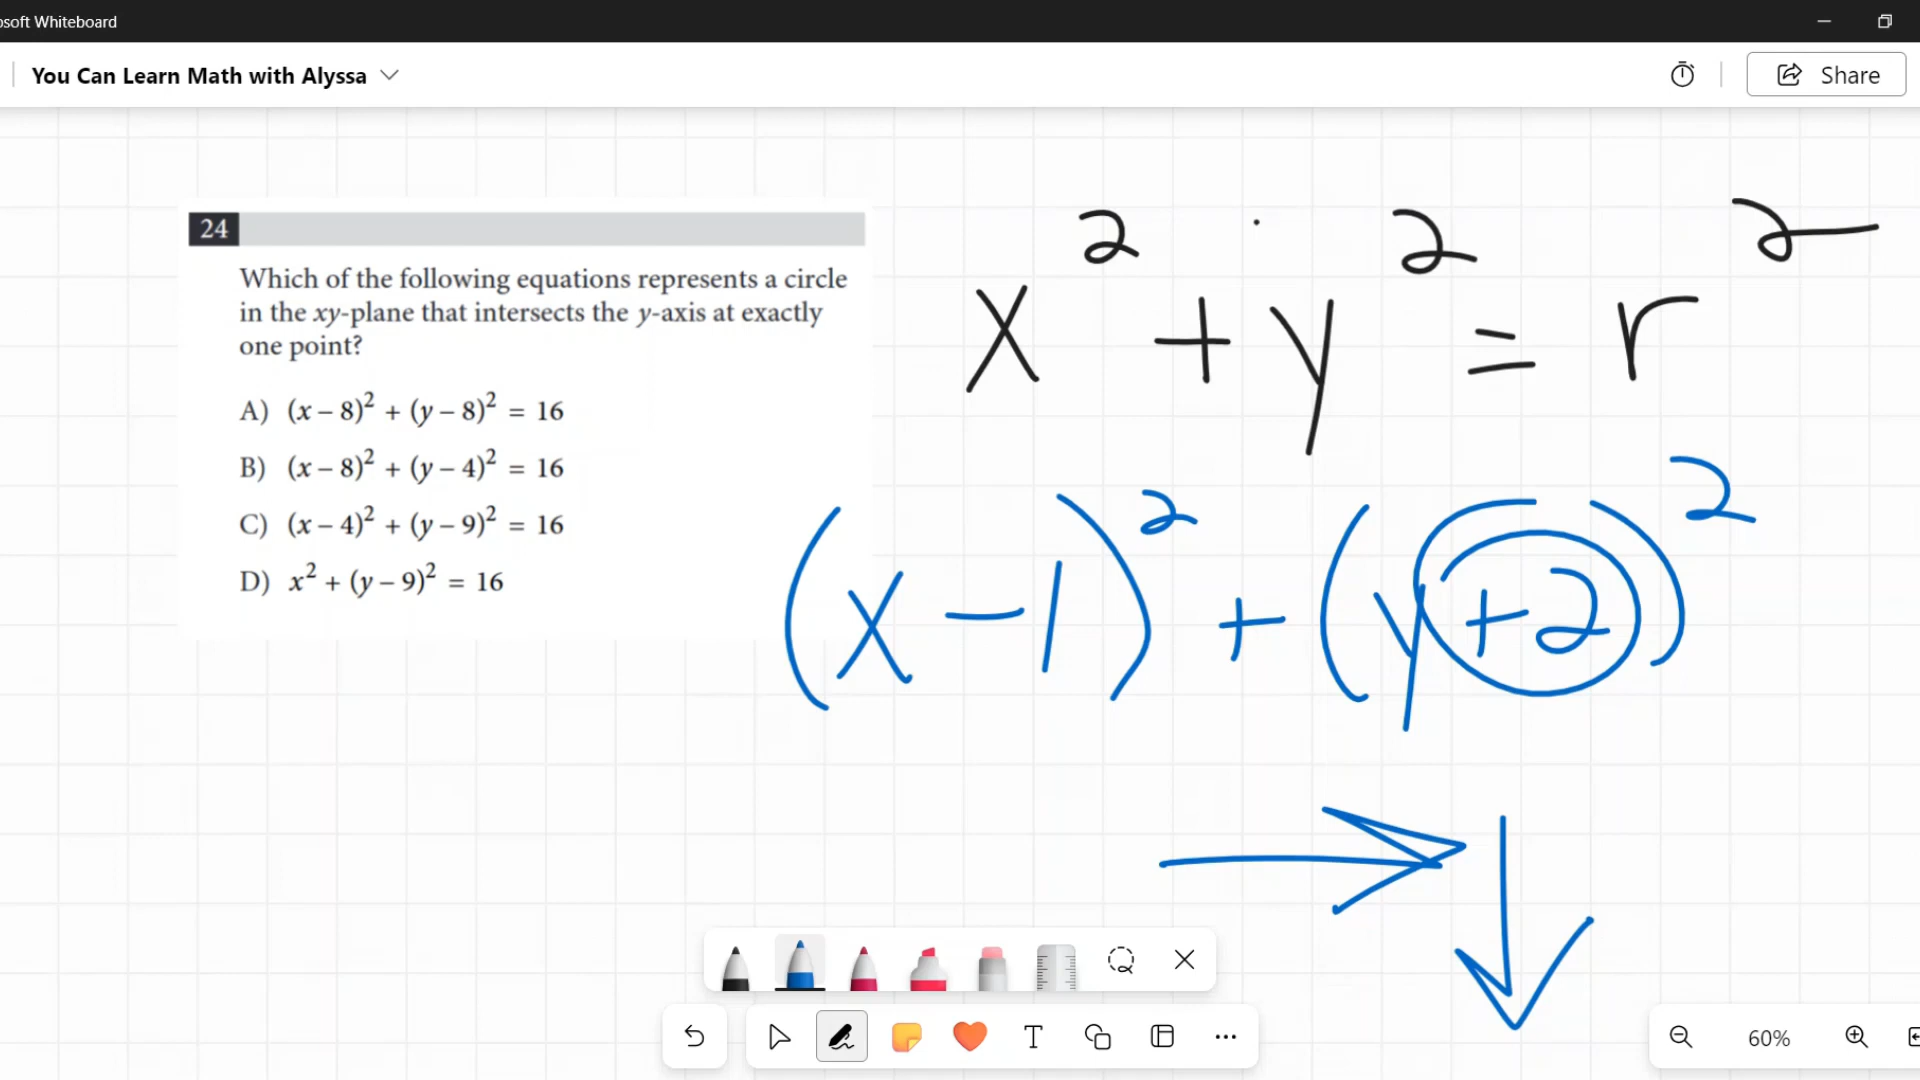 osoft Whiteboard
You Can Learn Math with Alyssa
Share
24
Which of the following equations represents a circle
in the xy-plane that intersects the y-axis at exactly
one point?
A) (x – 8)² + (y – 8)² = 16
B) (x – 8)² + (y – 4)² = 16
C) (x – 4)² + (y – 9)² = 16
D) x² + (y – 9)² = 16
x² + y² = r²
(x – 1)² + (y + 2)²
60%